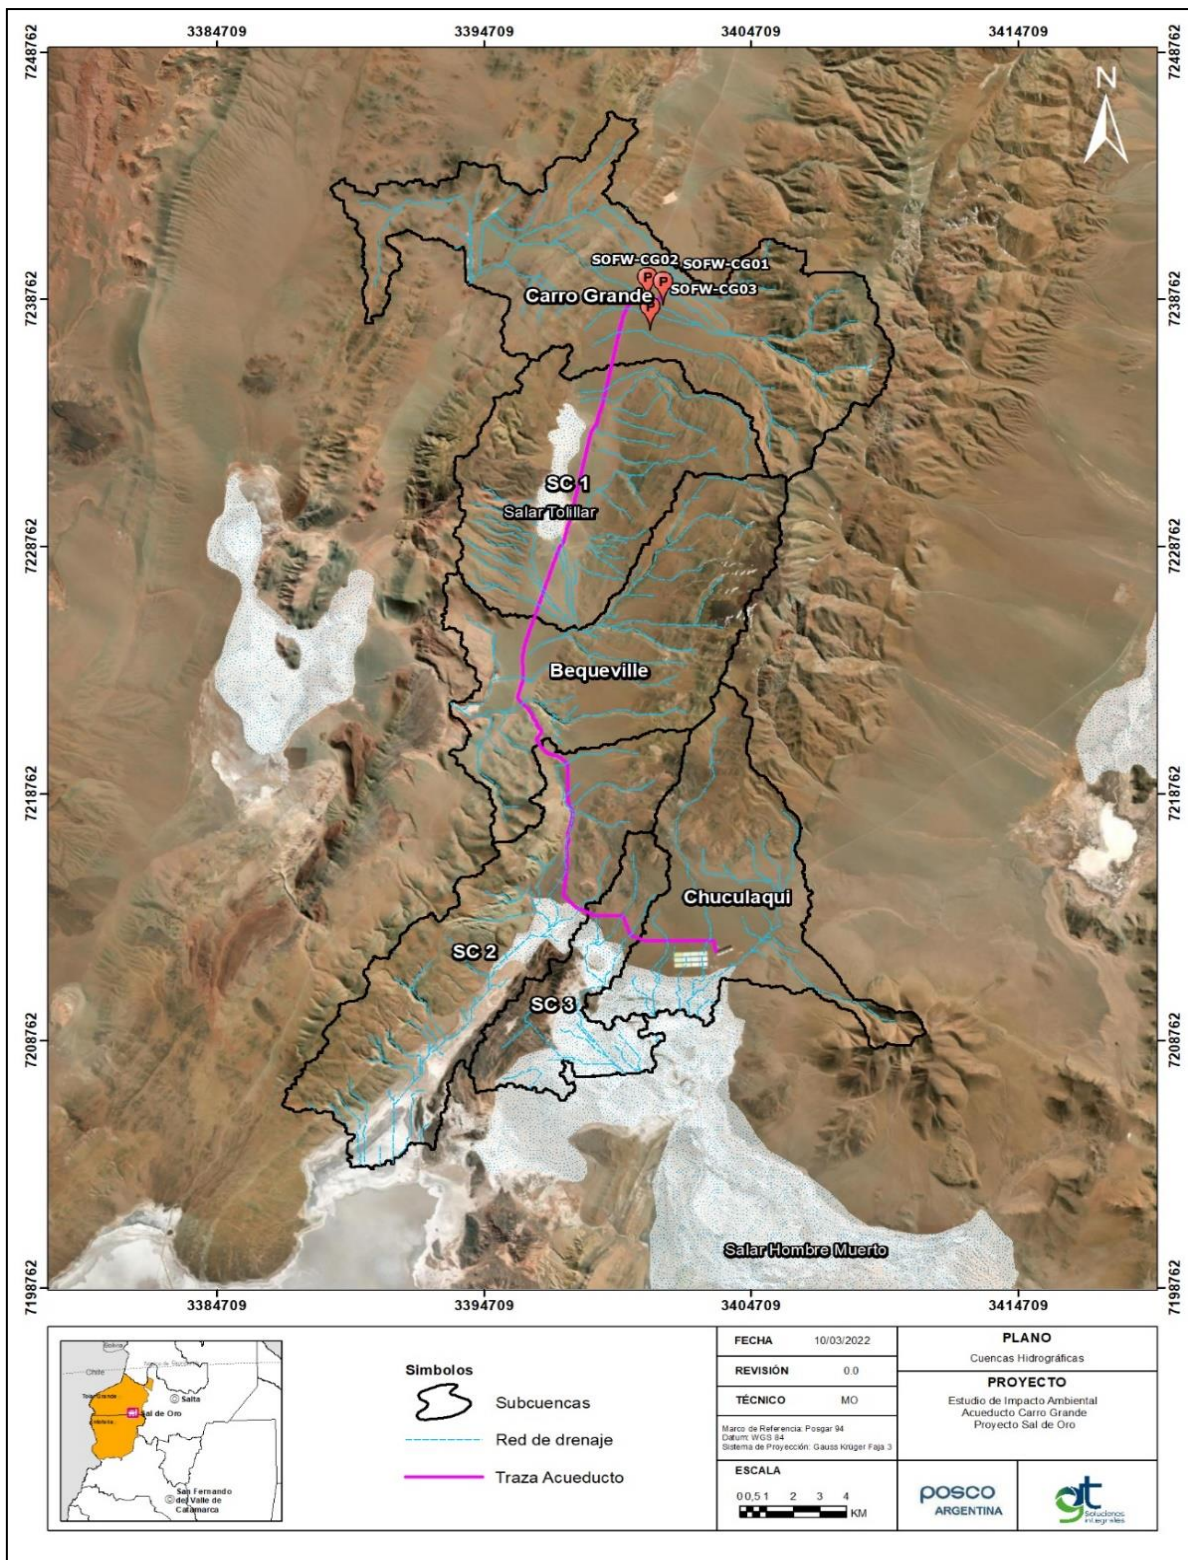 3384709 3394709 3404709 3414709
7248762 7248762
N
SOFW-CG02 SOFW-CG01
P P
SOFW-CG03
Carro Grande
P
7238762 7238762
SC 1
Salar Tolillar
7228762 7228762
Bequeville
7218762 7218762
Chuculaqui
SC 2
SC 3
7208762 7208762
Salar Hombre Muerto
7198762 7198762
3384709 3394709 3404709 3414709
Bolivia
Chile
Salta
Sal de Oro
San Fernando
del Valle de
Catamarca
Simbolos
Subcuencas
Red de drenaje
Traza Acueducto
FECHA 10/03/2022
REVISIÓN 0.0
TÉCNICO MO
Marco de Referencia: Posgar 94
Datum: WGS 84
Sistema de Proyección: Gauss Krüger Faja 3
ESCALA
0 0,5 1 2 3 4
KM
PLANO
Cuencas Hidrográficas
PROYECTO
Estudio de Impacto Ambiental
Acueducto Carro Grande
Proyecto Sal de Oro
posco
ARGENTINA
gt
Soluciones
integrales